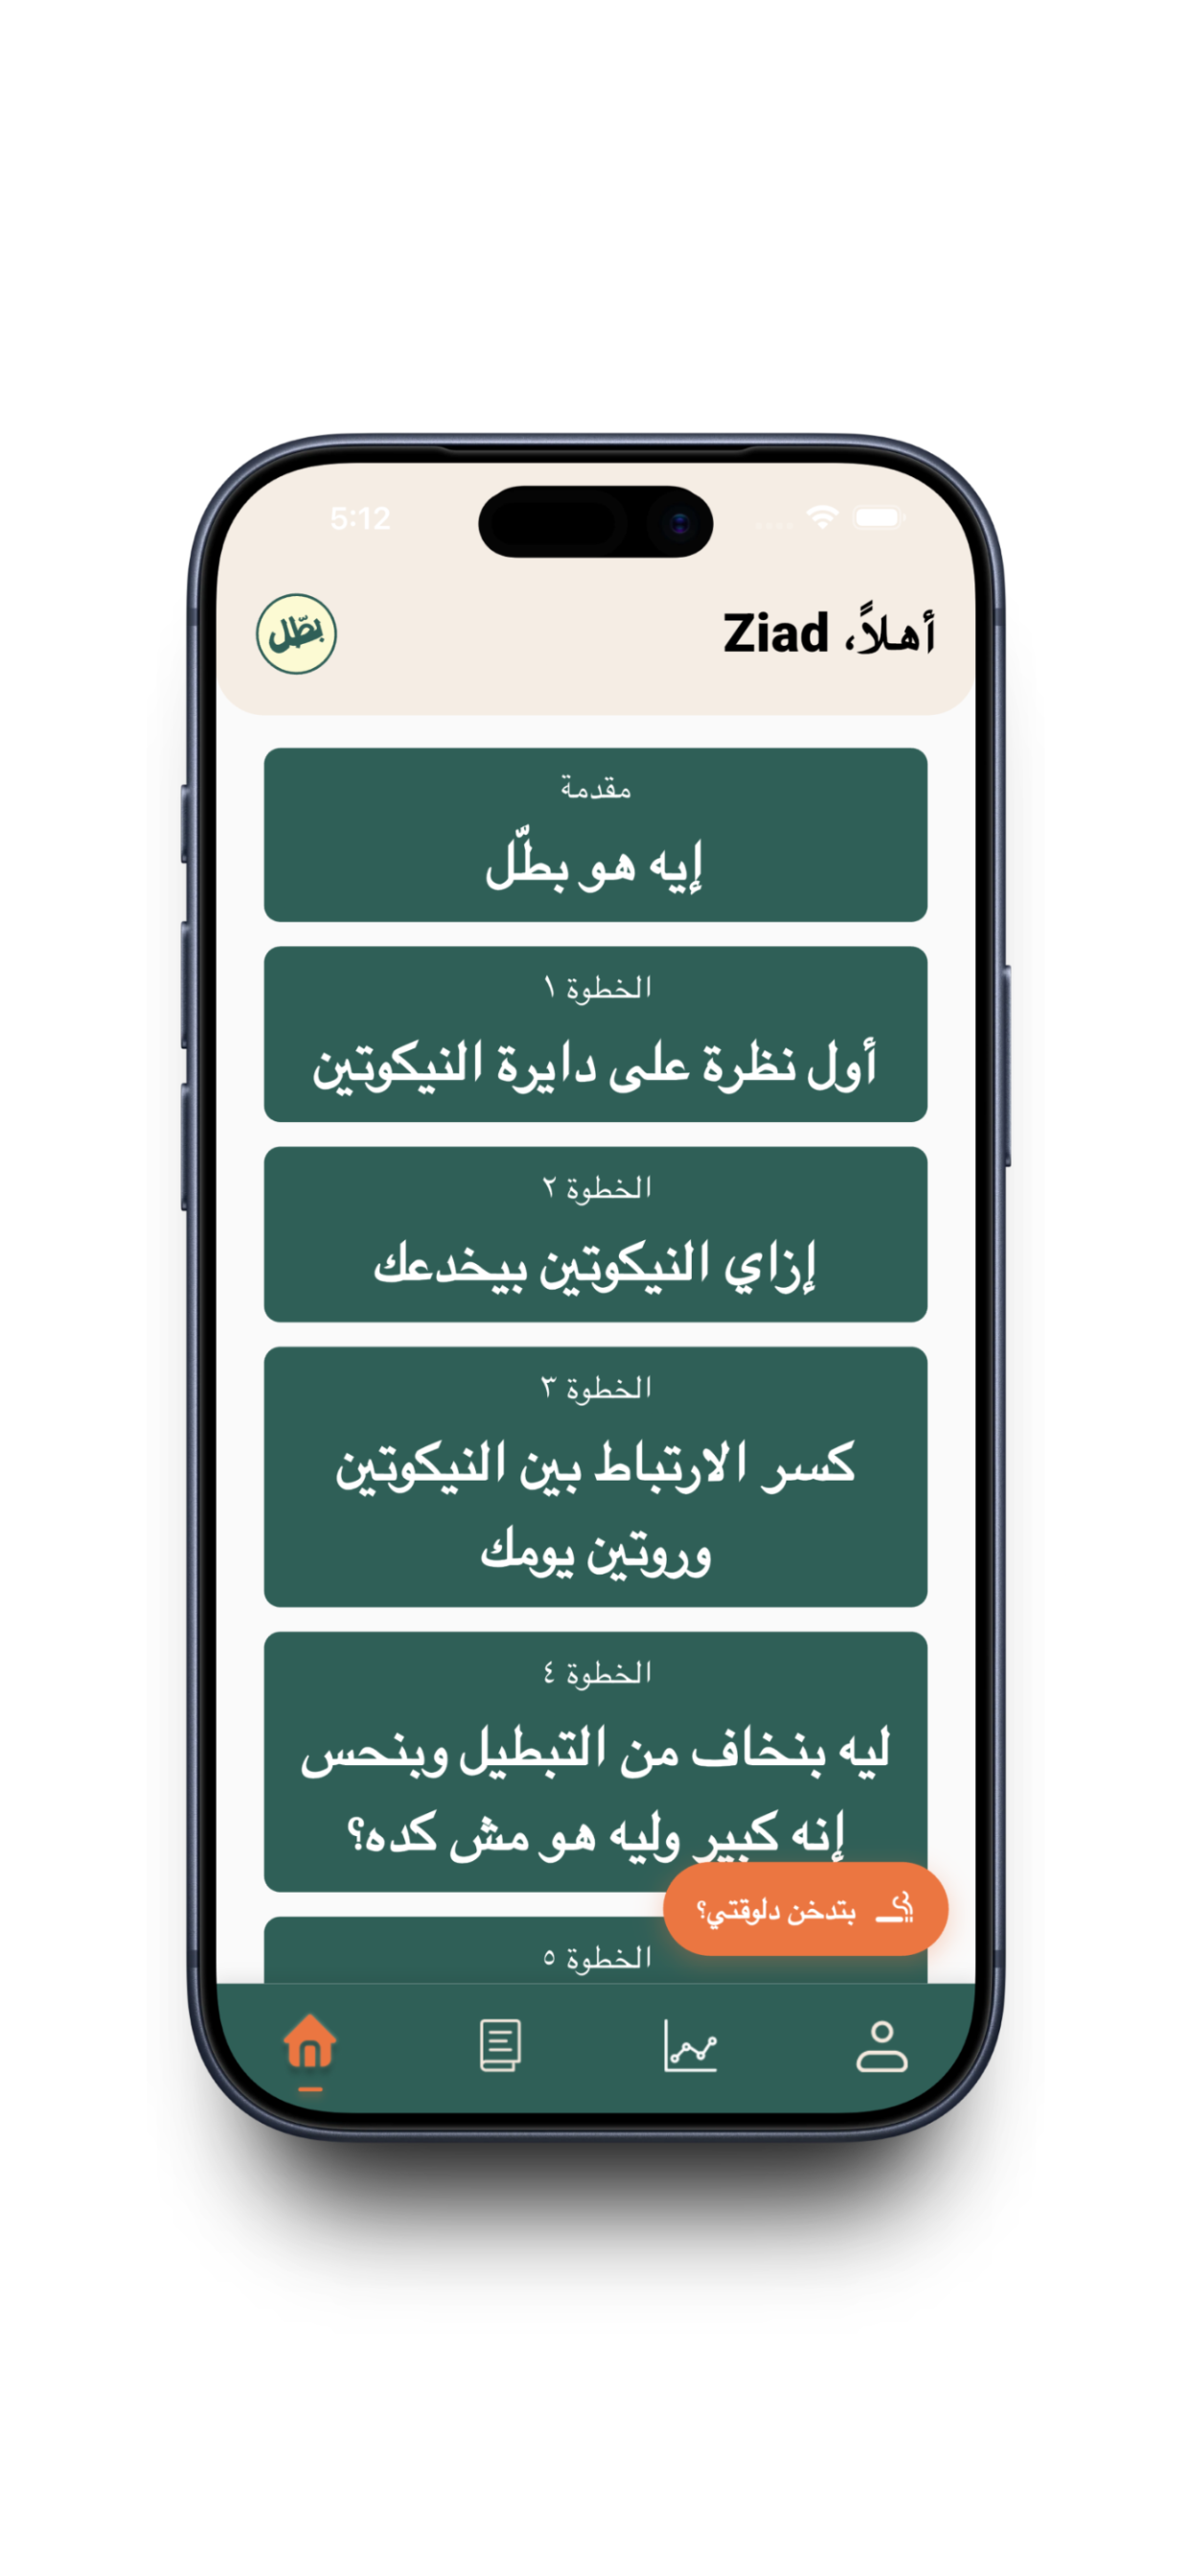 5:12
أهلاً، Ziad
بطّل
مقدمة
إيه هو بطّل
الخطوة ١
أول نظرة على دايرة النيكوتين
الخطوة ٢
إزاي النيكوتين بيخدعك
الخطوة ٣
كسر الارتباط بين النيكوتين
وروتين يومك
الخطوة ٤
ليه بنخاف من التبطيل وبنحس
إنه كبير وليه هو مش كده؟
بتدخن دلوقتي؟
الخطوة ٥